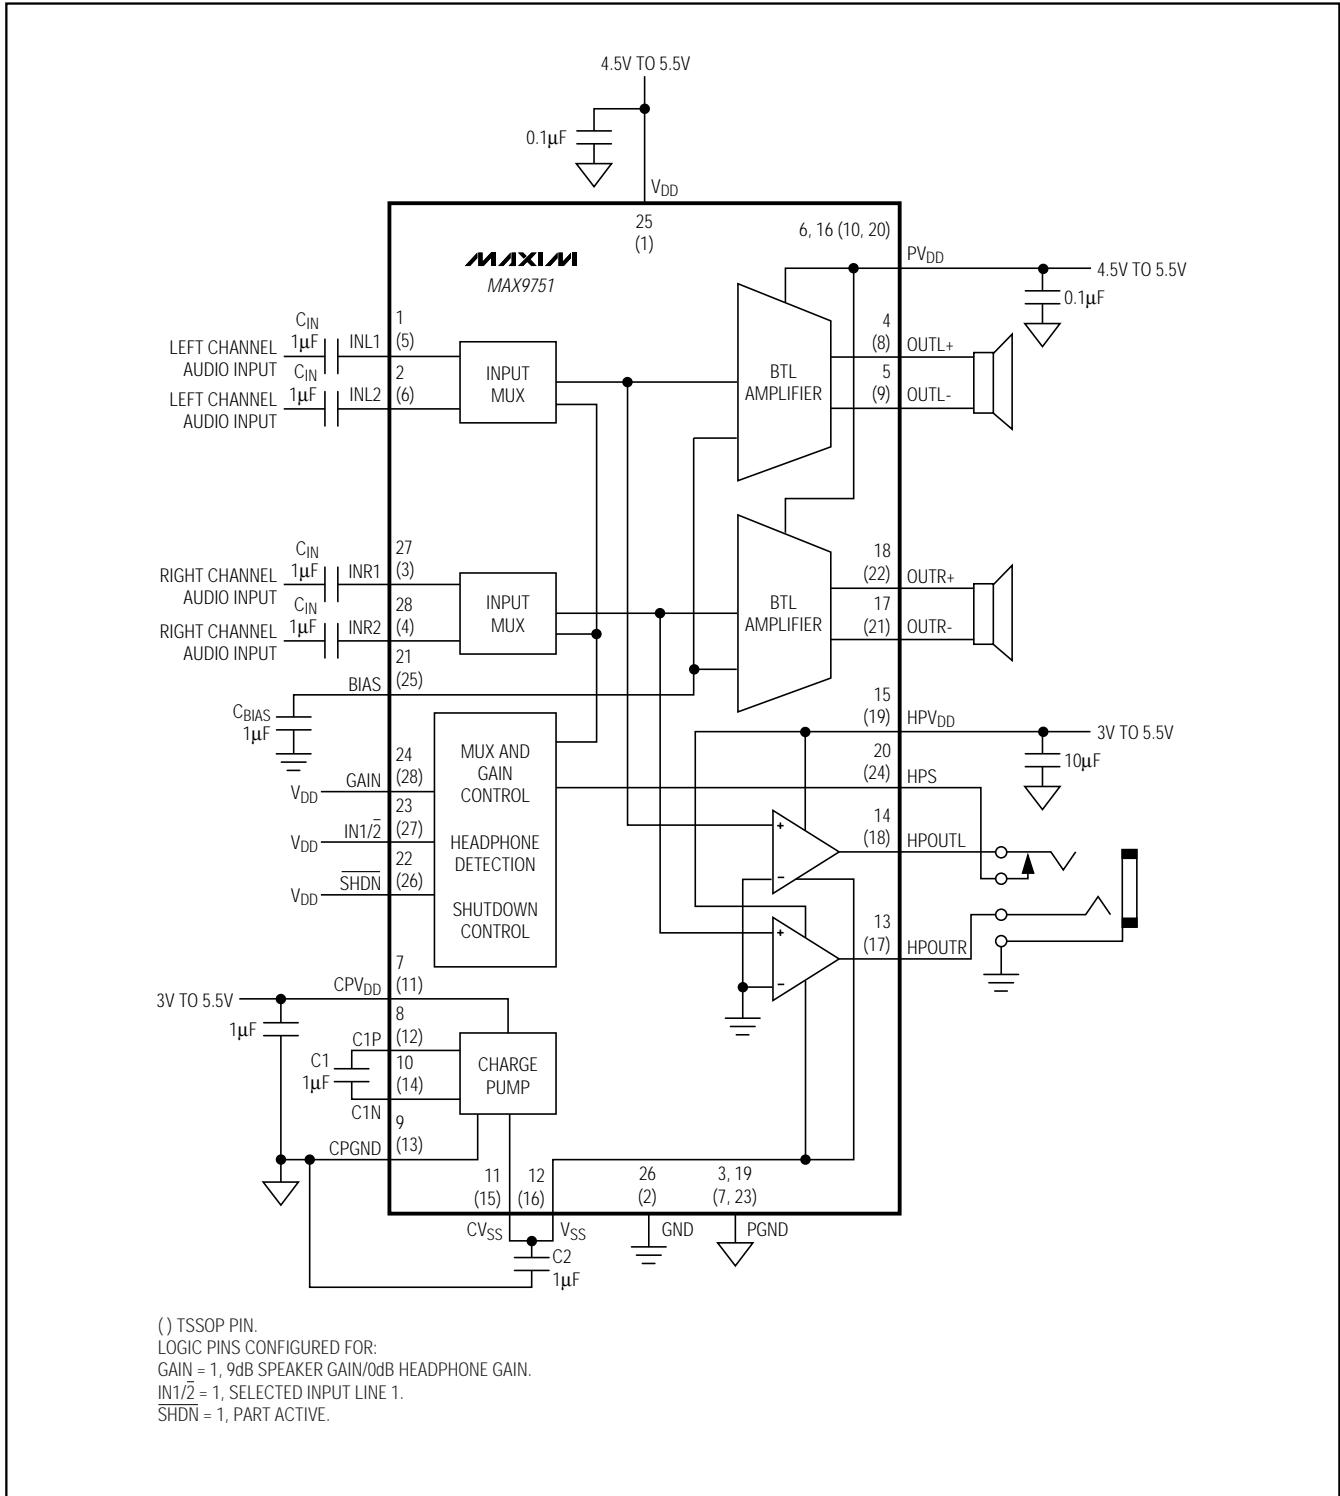 4.5V TO 5.5V
0.1µF
VDD
25
(1)
6, 16 (10, 20)
MAXIM
MAX9751
PVDD
4.5V TO 5.5V
0.1µF
CIN
1µF
LEFT CHANNEL
AUDIO INPUT
INL1
1
(5)
CIN
1µF
LEFT CHANNEL
AUDIO INPUT
INL2
2
(6)
INPUT
MUX
BTL
AMPLIFIER
4
(8)
OUTL+
5
(9)
OUTL-
CIN
1µF
RIGHT CHANNEL
AUDIO INPUT
INR1
27
(3)
CIN
1µF
RIGHT CHANNEL
AUDIO INPUT
INR2
28
(4)
INPUT
MUX
BTL
AMPLIFIER
18
(22)
OUTR+
17
(21)
OUTR-
21
(25)
BIAS
CBIAS
1µF
15
(19)
HPVDD
3V TO 5.5V
10µF
24
(28)
GAIN
VDD
23
(27)
IN1/2̅
VDD
22
(26)
S̅H̅D̅N̅
VDD
MUX AND
GAIN
CONTROL
HEADPHONE
DETECTION
SHUTDOWN
CONTROL
20
(24)
HPS
14
(18)
HPOUTL
+
−
13
(17)
HPOUTR
+
−
7
(11)
CPVDD
3V TO 5.5V
1µF
8
(12)
C1P
C1
1µF
10
(14)
C1N
CHARGE
PUMP
9
(13)
CPGND
11
(15)
12
(16)
26
(2)
3, 19
(7, 23)
CVSS
VSS
GND
PGND
C2
1µF
( ) TSSOP PIN.
LOGIC PINS CONFIGURED FOR:
GAIN = 1, 9dB SPEAKER GAIN/0dB HEADPHONE GAIN.
IN1/2̅ = 1, SELECTED INPUT LINE 1.
S̅H̅D̅N̅ = 1, PART ACTIVE.